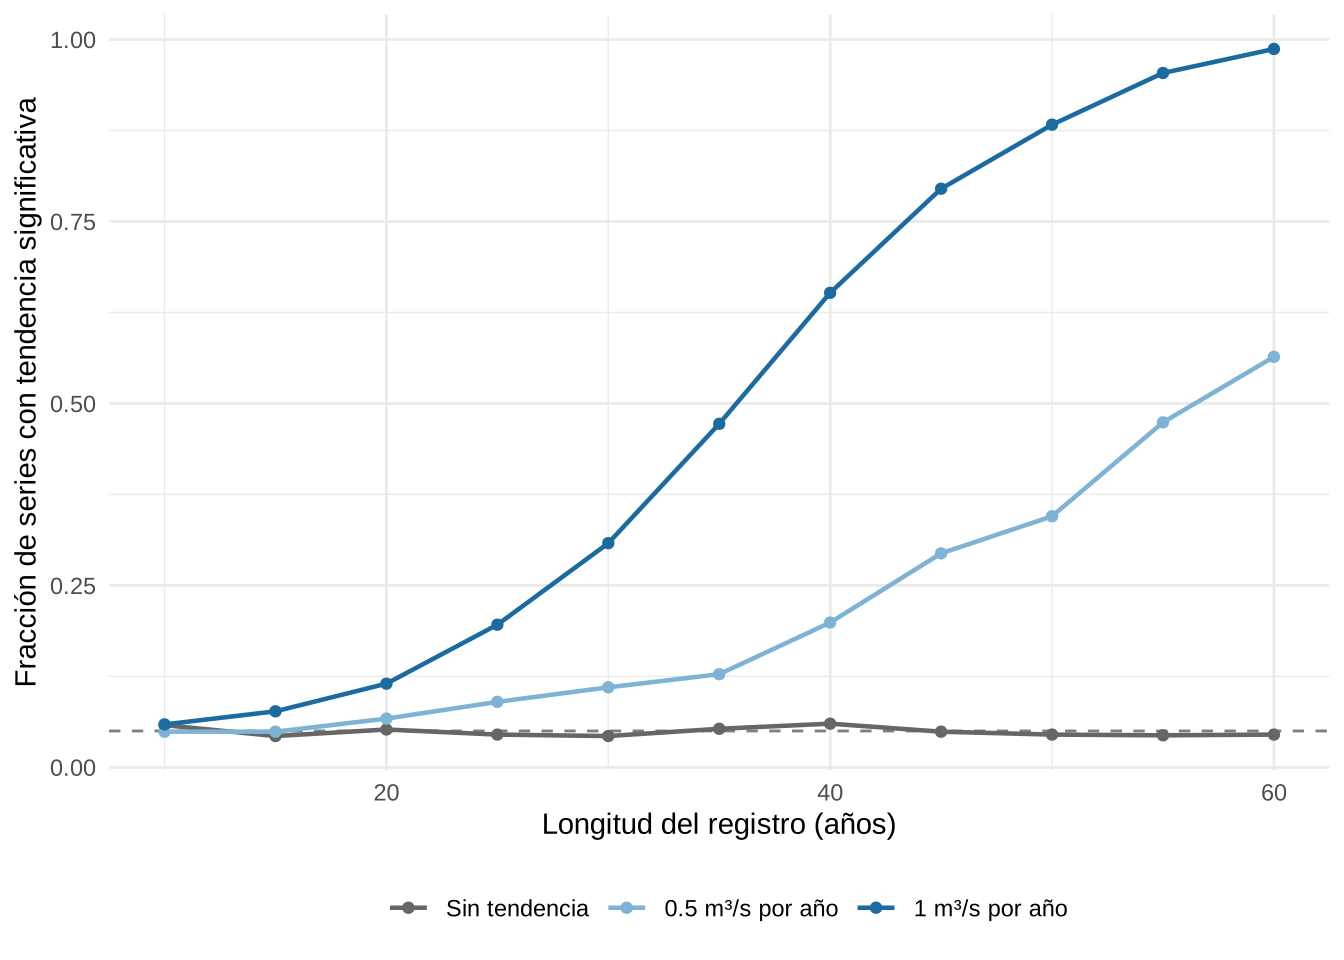 Fracción de series con tendencia significativa
1.00
0.75
0.50
0.25
0.00
20 40 60
Longitud del registro (años)
Sin tendencia 0.5 m³/s por año 1 m³/s por año